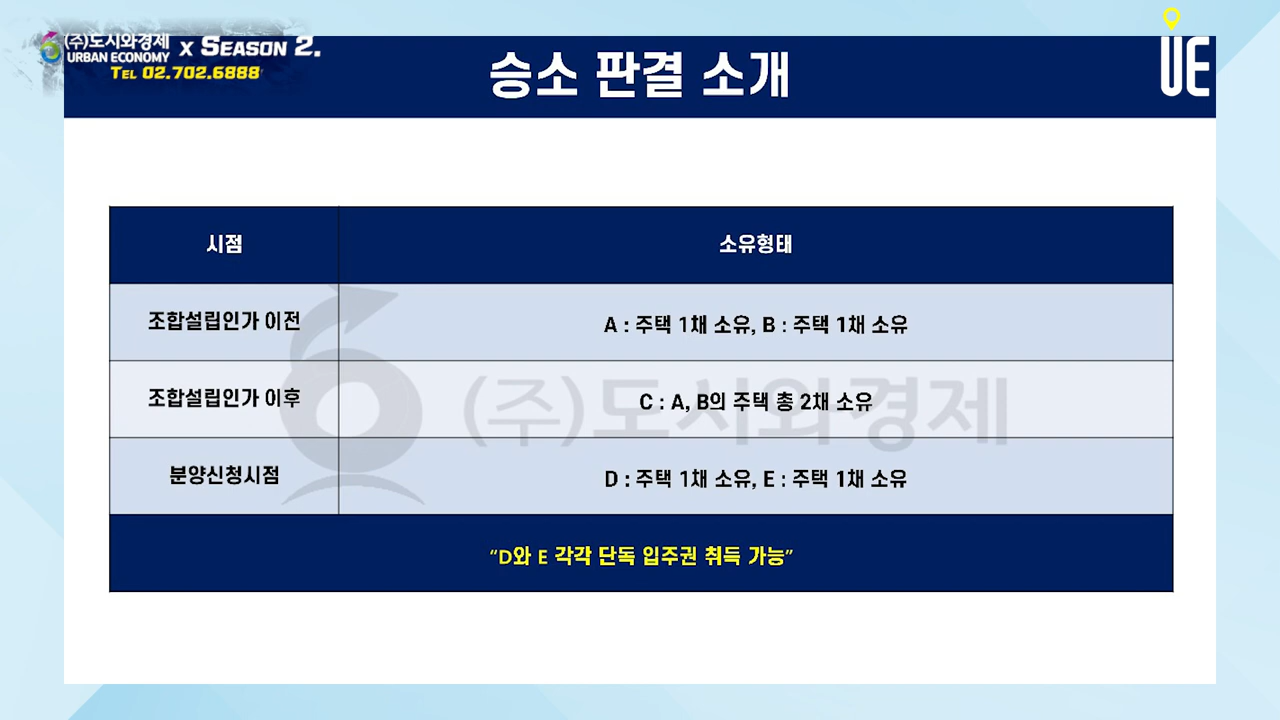 (주)도시와경제
URBAN ECONOMY
X SEASON 2.
TEL 02.702.6888
승소 판결 소개
UE
시점
소유형태
조합설립인가 이전
A : 주택 1채 소유, B : 주택 1채 소유
조합설립인가 이후
C : A, B의 주택 총 2채 소유
분양신청시점
D : 주택 1채 소유, E : 주택 1채 소유
“D와 E 각각 단독 입주권 취득 가능”
(주)도시와경제